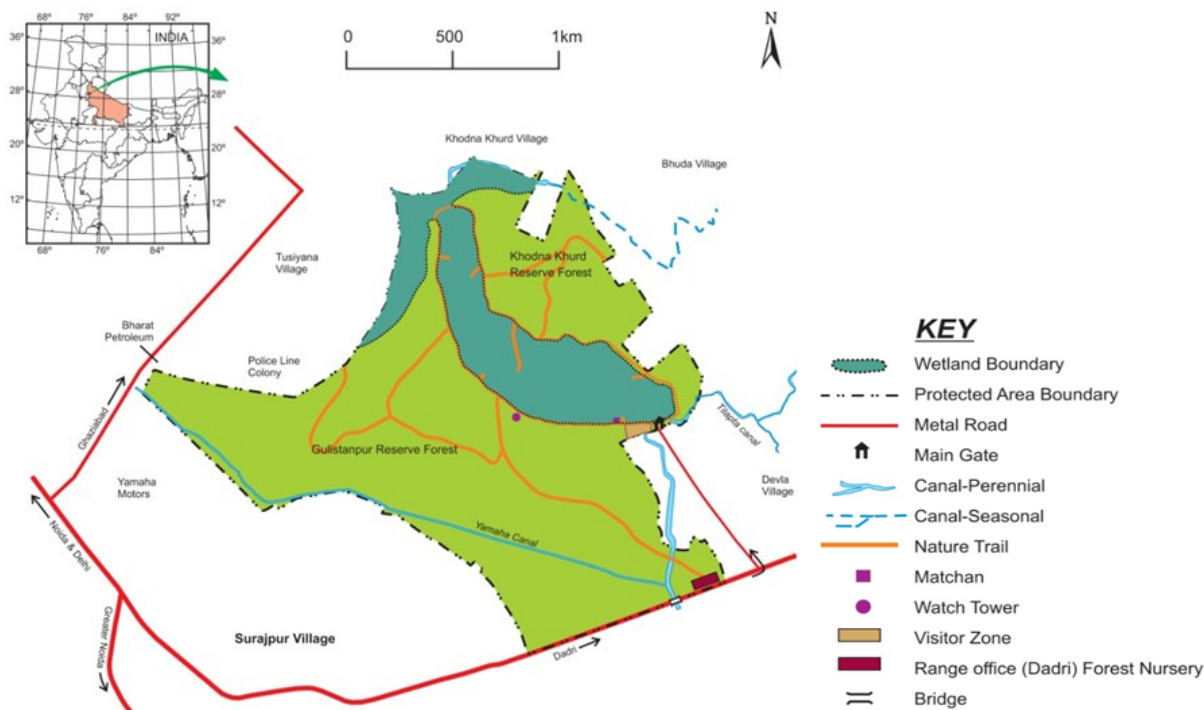 68° 76° 84° 92°
INDIA
36° 36°
28° 28°
20° 20°
12° 12°
68° 76° 84°
0 500 1km
N
Khodna Khurd Village
Bhuda Village
Tusiyana
Village
Khodna Khurd
Reserve Forest
Bharat
Petroleum
Police Line
Colony
Ghaziabad
Gulistanpur Reserve Forest
Tilapta canal
Yamaha
Motors
Devla
Village
Noida & Delhi
Yamaha Canal
Greater Noida
Surajpur Village
Dadri
KEY
Wetland Boundary
Protected Area Boundary
Metal Road
Main Gate
Canal-Perennial
Canal-Seasonal
Nature Trail
Matchan
Watch Tower
Visitor Zone
Range office (Dadri) Forest Nursery
Bridge